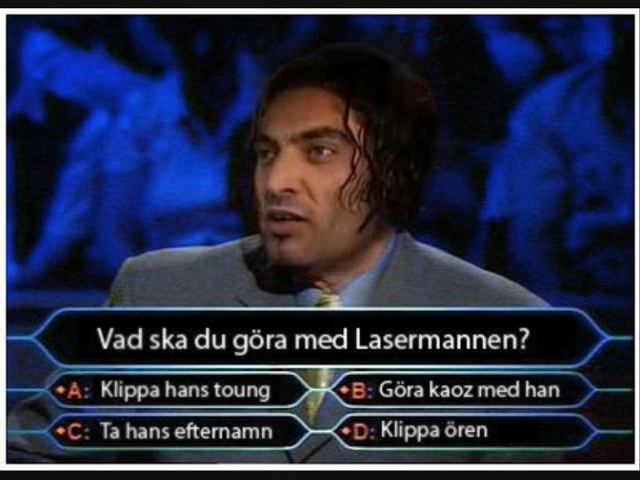 Vad ska du göra med Lasermannen?
A: Klippa hans toung
B: Göra kaoz med han
C: Ta hans efternamn
D: Klippa ören